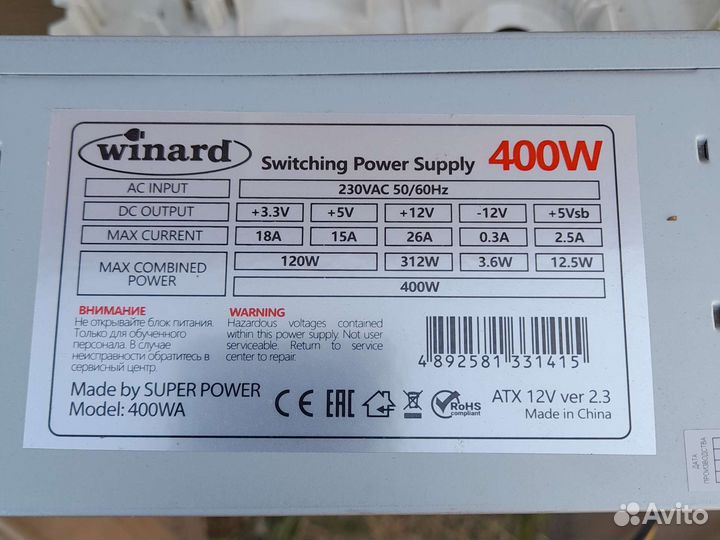 winard Switching Power Supply 400W
AC INPUT 230VAC 50/60Hz
DC OUTPUT +3.3V +5V +12V -12V +5Vsb
MAX CURRENT 18A 15A 26A 0.3A 2.5A
MAX COMBINED POWER 120W 312W 3.6W 12.5W
400W
ВНИМАНИЕ
Не открывайте блок питания.
Только для обученного
персонала. В случае
неисправности обратитесь в
сервисный центр.
WARNING
Hazardous voltages contained
within this power supply. Not user
serviceable. Return to service
center to repair.
4892581331415
Made by SUPER POWER
Model: 400WA
CE EAC
RoHS
compliant
ATX 12V ver 2.3
Made in China
ДАТА
ПРОИЗВОДСТВА
Avito